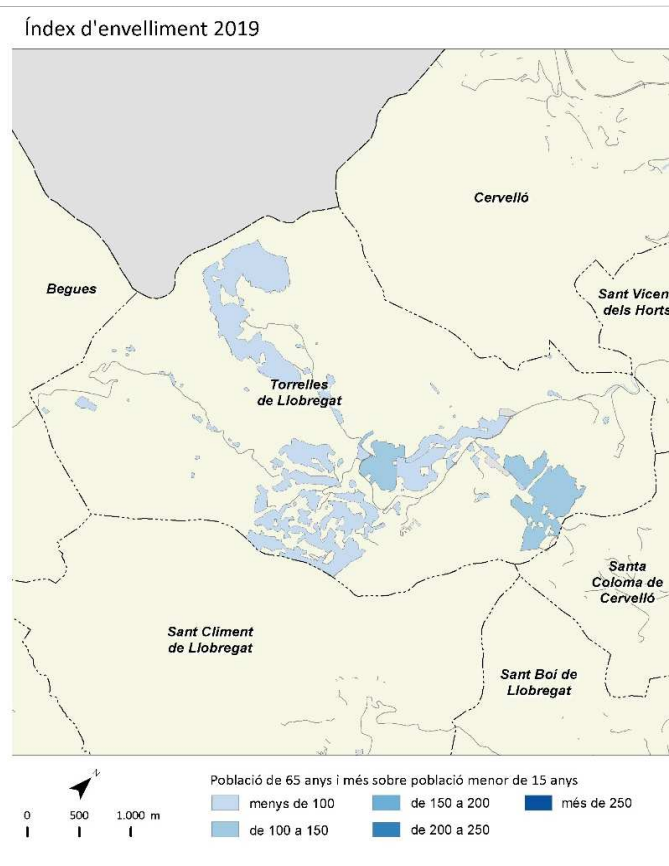 Índex d'envelliment 2019
Cervelló
Begues
Sant Vicen
dels Horts
Torrelles
de Llobregat
Santa
Coloma de
Cervelló
Sant Climent
de Llobregat
Sant Boi de
Llobregat
N
0 500 1.000 m
Població de 65 anys i més sobre població menor de 15 anys
menys de 100
de 150 a 200
més de 250
de 100 a 150
de 200 a 250